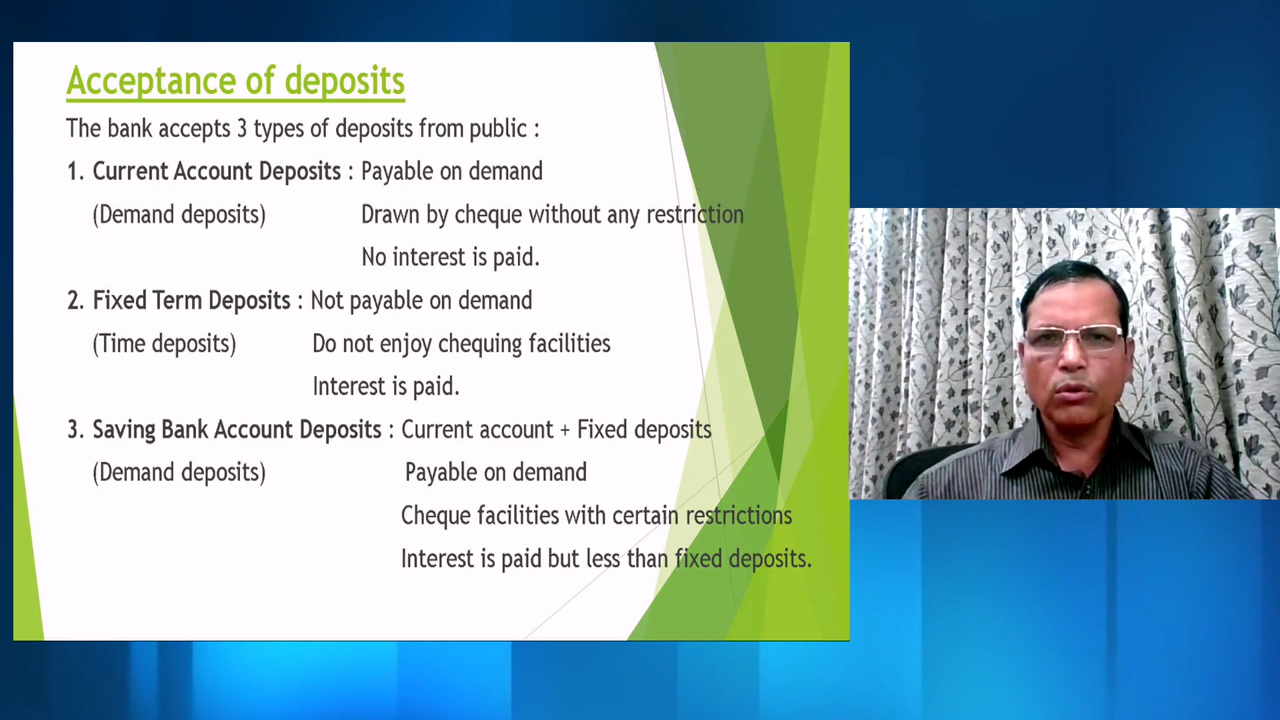 Acceptance of deposits
The bank accepts 3 types of deposits from public :
1. Current Account Deposits : Payable on demand
(Demand deposits) Drawn by cheque without any restriction
No interest is paid.
2. Fixed Term Deposits : Not payable on demand
(Time deposits) Do not enjoy chequing facilities
Interest is paid.
3. Saving Bank Account Deposits : Current account + Fixed deposits
(Demand deposits) Payable on demand
Cheque facilities with certain restrictions
Interest is paid but less than fixed deposits.